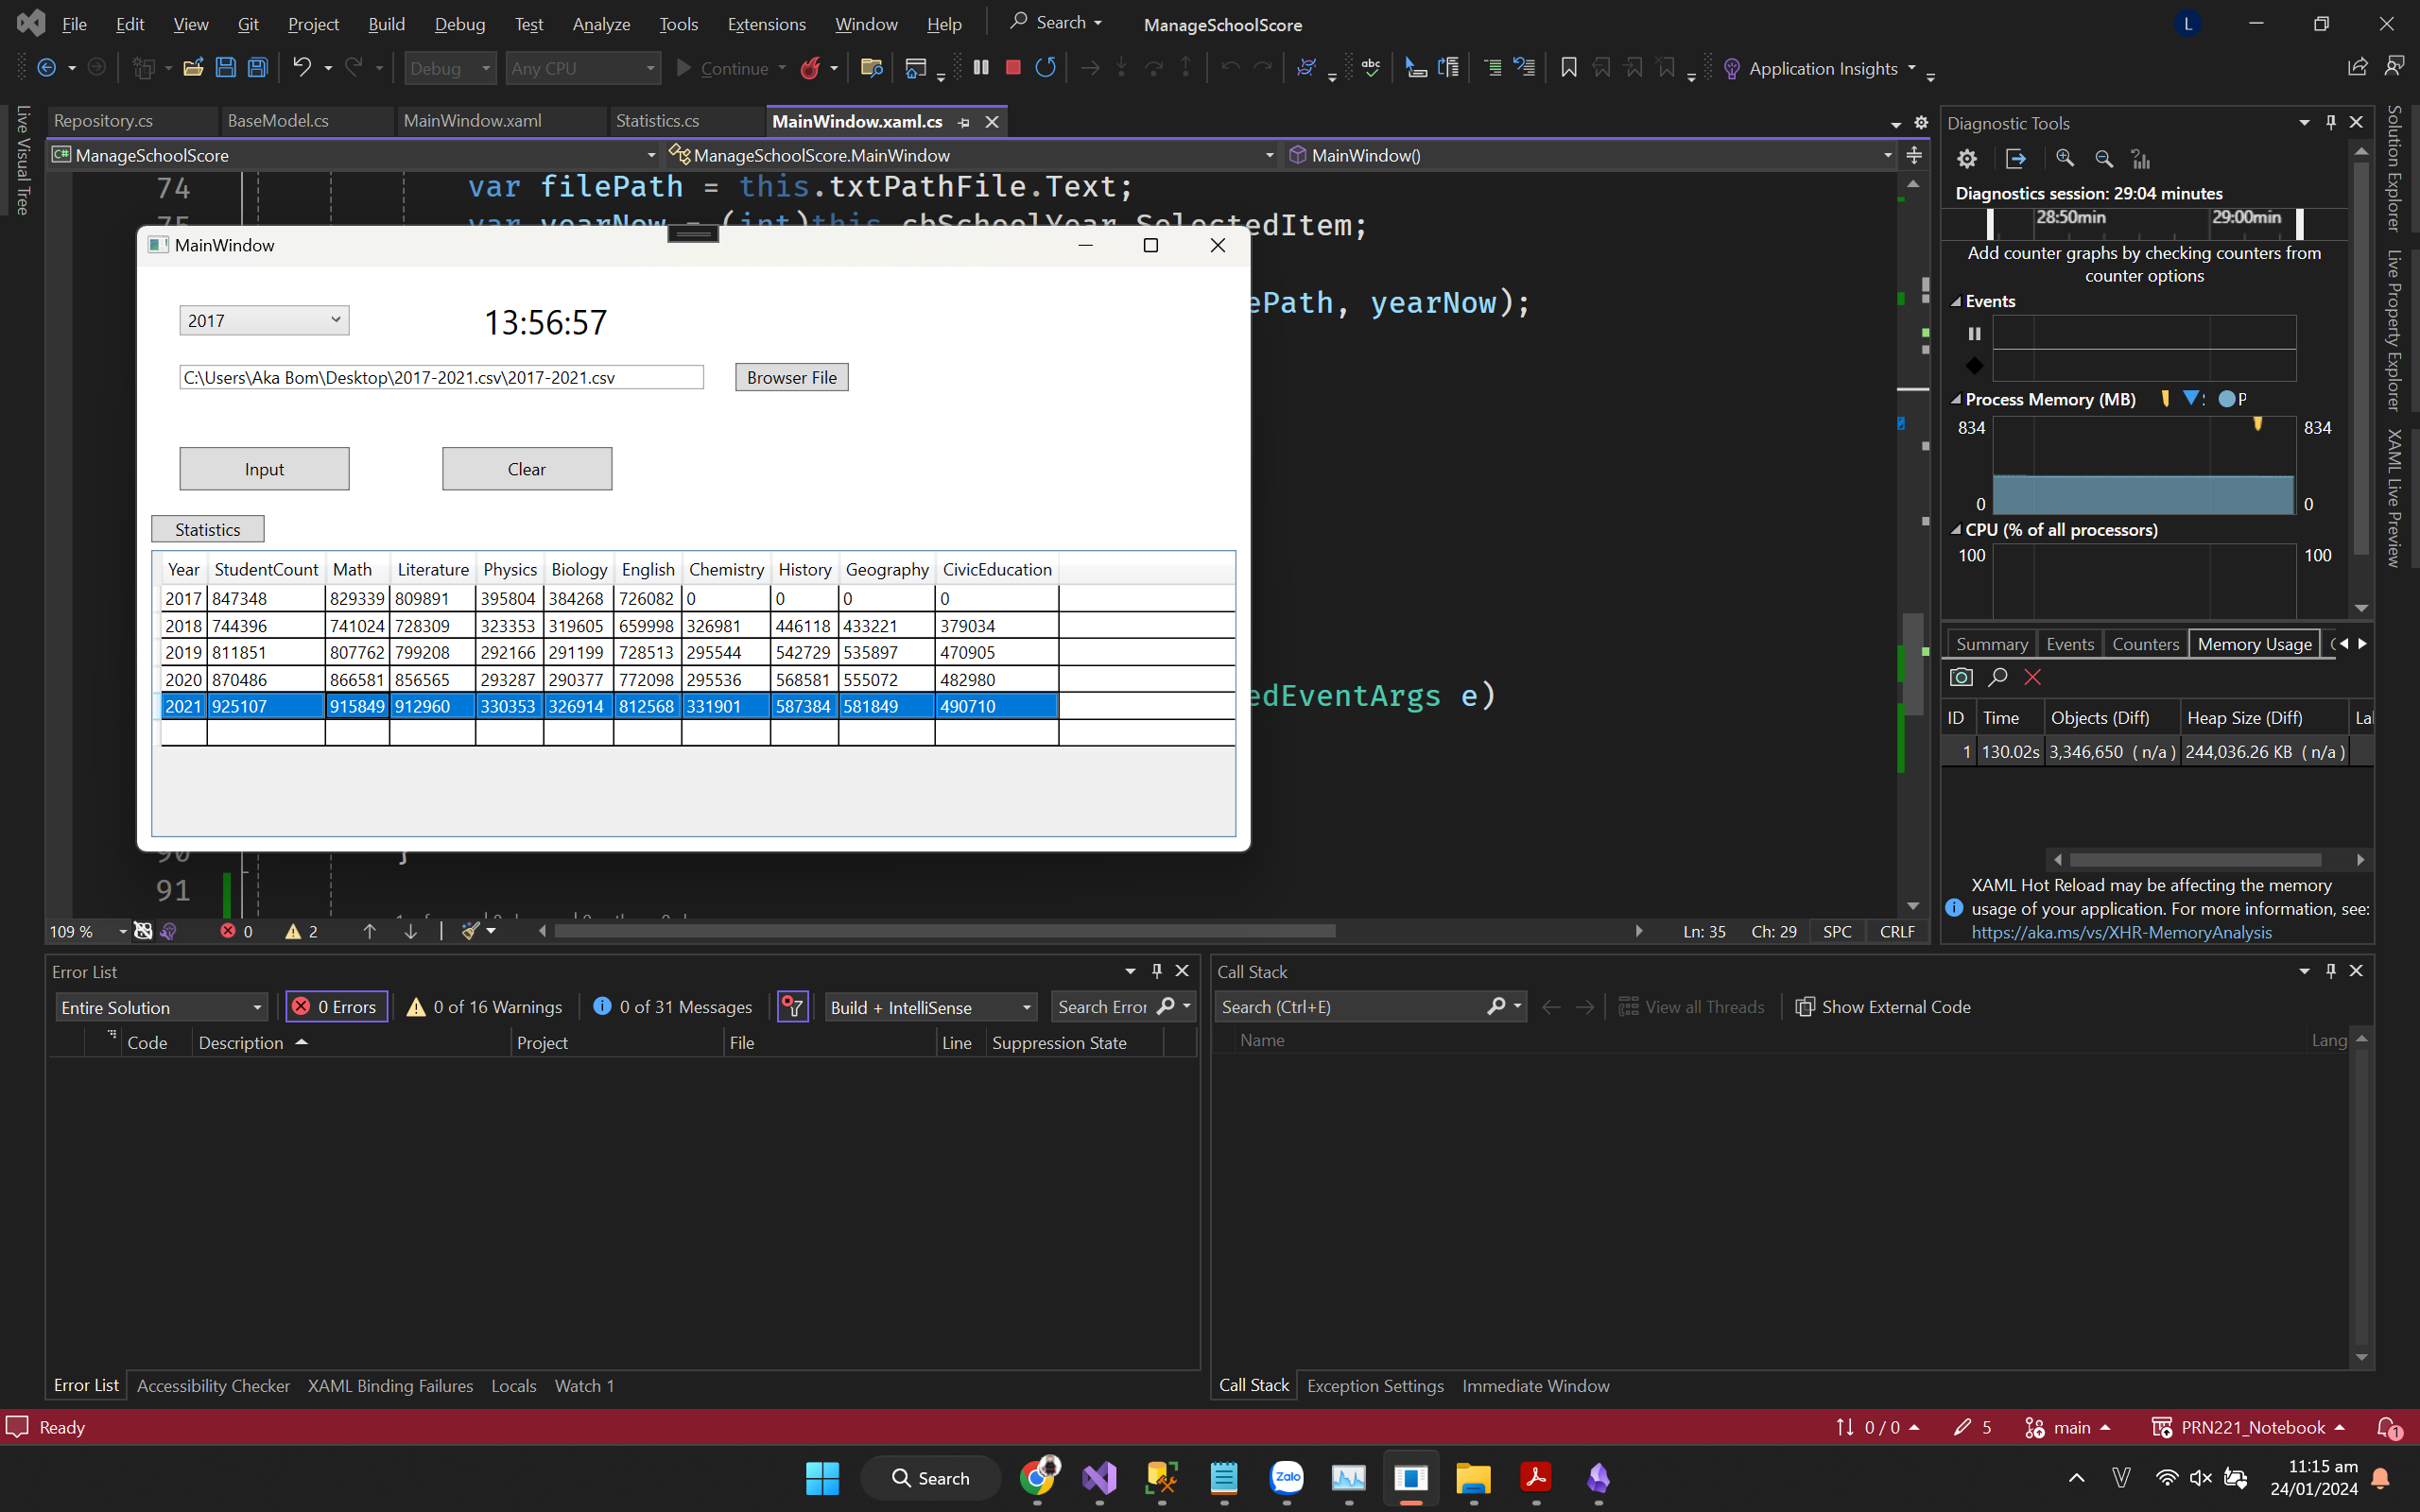 File Edit View Git Project Build Debug Test Analyze Tools Extensions Window Help Search ManageSchoolScore L
Debug Any CPU Continue Application Insights
Live Visual Tree
Repository.cs BaseModel.cs MainWindow.xaml Statistics.cs MainWindow.xaml.cs
ManageSchoolScore ManageSchoolScore.MainWindow MainWindow()
74 var filePath = this.txtPathFile.Text;
75 var yearNow = (int)this.cbSchoolYear.SelectedItem;
ePath, yearNow);
edEventArgs e)
90 }
91
MainWindow
2017 13:56:57
C:\Users\Aka Bom\Desktop\2017-2021.csv\2017-2021.csv Browser File
Input Clear
Statistics
Year StudentCount Math Literature Physics Biology English Chemistry History Geography CivicEducation
2017 847348 829339 809891 395804 384268 726082 0 0 0 0
2018 744396 741024 728309 323353 319605 659998 326981 446118 433221 379034
2019 811851 807762 799208 292166 291199 728513 295544 542729 535897 470905
2020 870486 866581 856565 293287 290377 772098 295536 568581 555072 482980
2021 925107 915849 912960 330353 326914 812568 331901 587384 581849 490710
109 % 0 2 Ln: 35 Ch: 29 SPC CRLF
Diagnostic Tools
Diagnostics session: 29:04 minutes
28:50min 29:00min
Add counter graphs by checking counters from
counter options
Events
Process Memory (MB) P
834 834
0 0
CPU (% of all processors)
100 100
Summary Events Counters Memory Usage
ID Time Objects (Diff) Heap Size (Diff) La
1 130.02s 3,346,650 ( n/a ) 244,036.26 KB ( n/a )
XAML Hot Reload may be affecting the memory
usage of your application. For more information, see:
https://aka.ms/vs/XHR-MemoryAnalysis
Solution Explorer
Live Property Explorer
XAML Live Preview
Error List
Entire Solution 0 Errors 0 of 16 Warnings 0 of 31 Messages Build + IntelliSense Search Error
Code Description Project File Line Suppression State
Error List Accessibility Checker XAML Binding Failures Locals Watch 1
Call Stack
Search (Ctrl+E) View all Threads Show External Code
Name Lang
Call Stack Exception Settings Immediate Window
Ready 0 / 0 5 main PRN221_Notebook 1
Search Zalo 11:15 am
24/01/2024